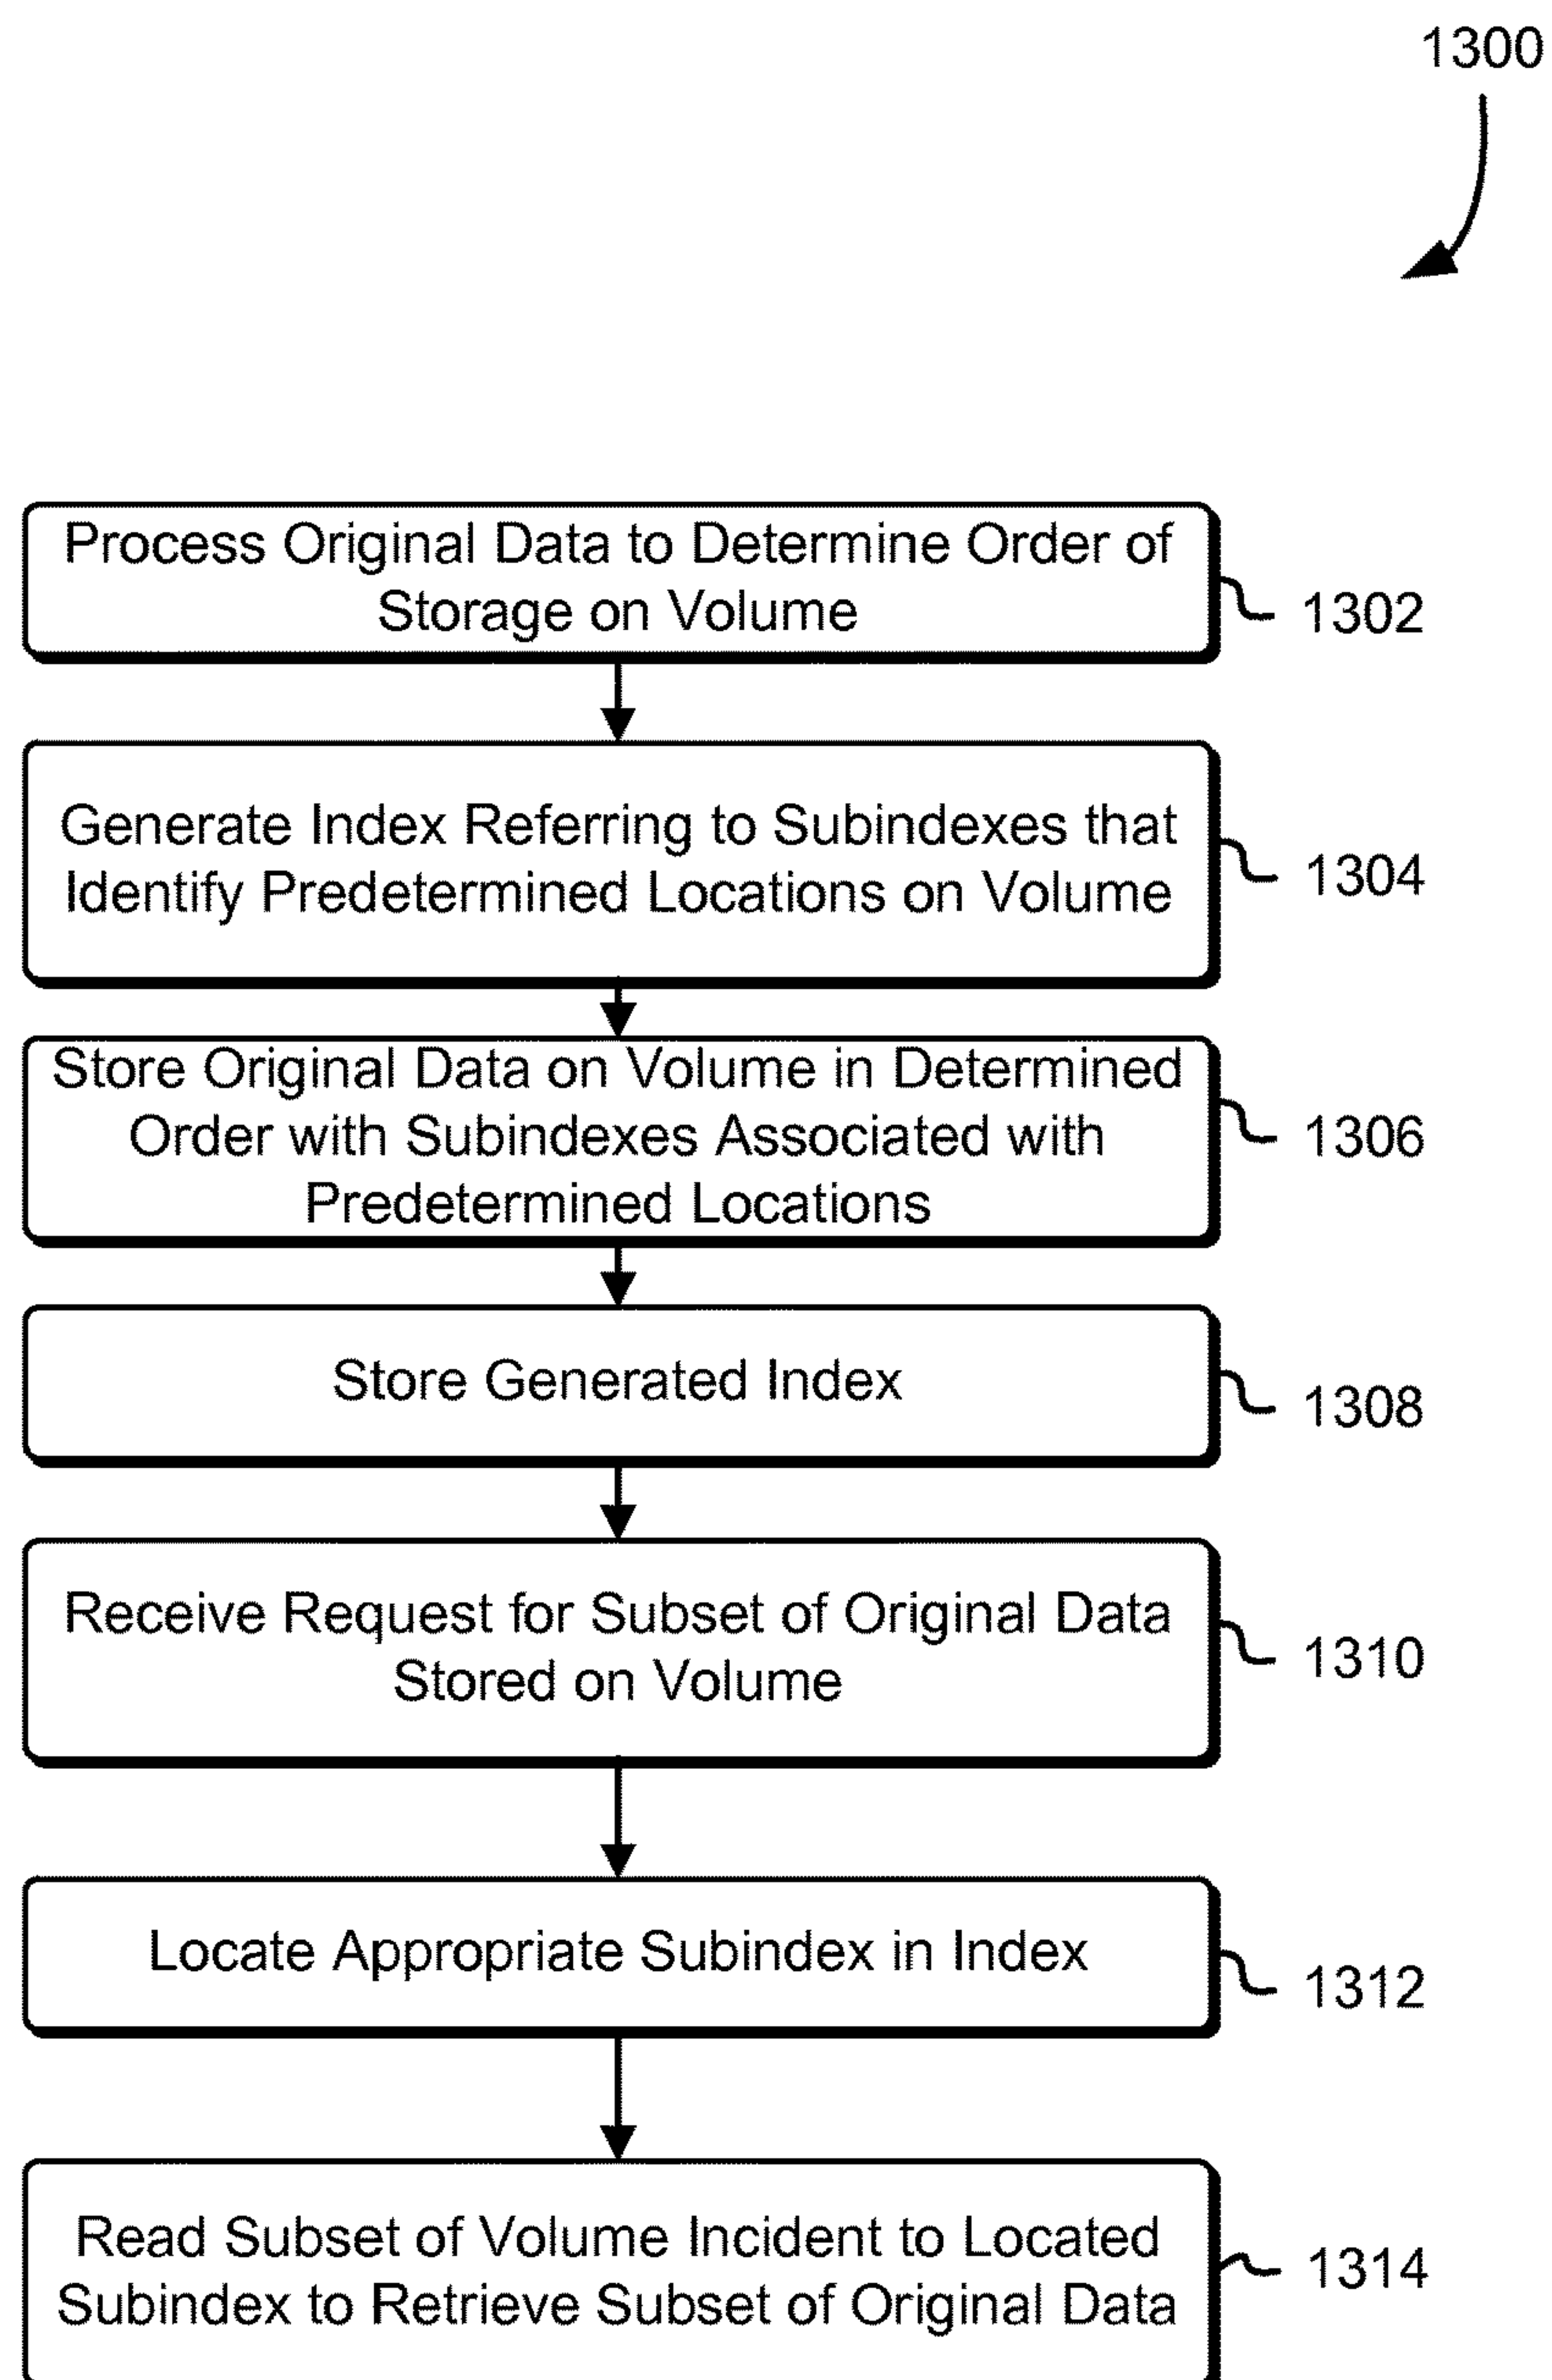 1300
Process Original Data to Determine Order of
Storage on Volume
1302
Generate Index Referring to Subindexes that
Identify Predetermined Locations on Volume
1304
Store Original Data on Volume in Determined
Order with Subindexes Associated with
Predetermined Locations
1306
Store Generated Index
1308
Receive Request for Subset of Original Data
Stored on Volume
1310
Locate Appropriate Subindex in Index
1312
Read Subset of Volume Incident to Located
Subindex to Retrieve Subset of Original Data
1314